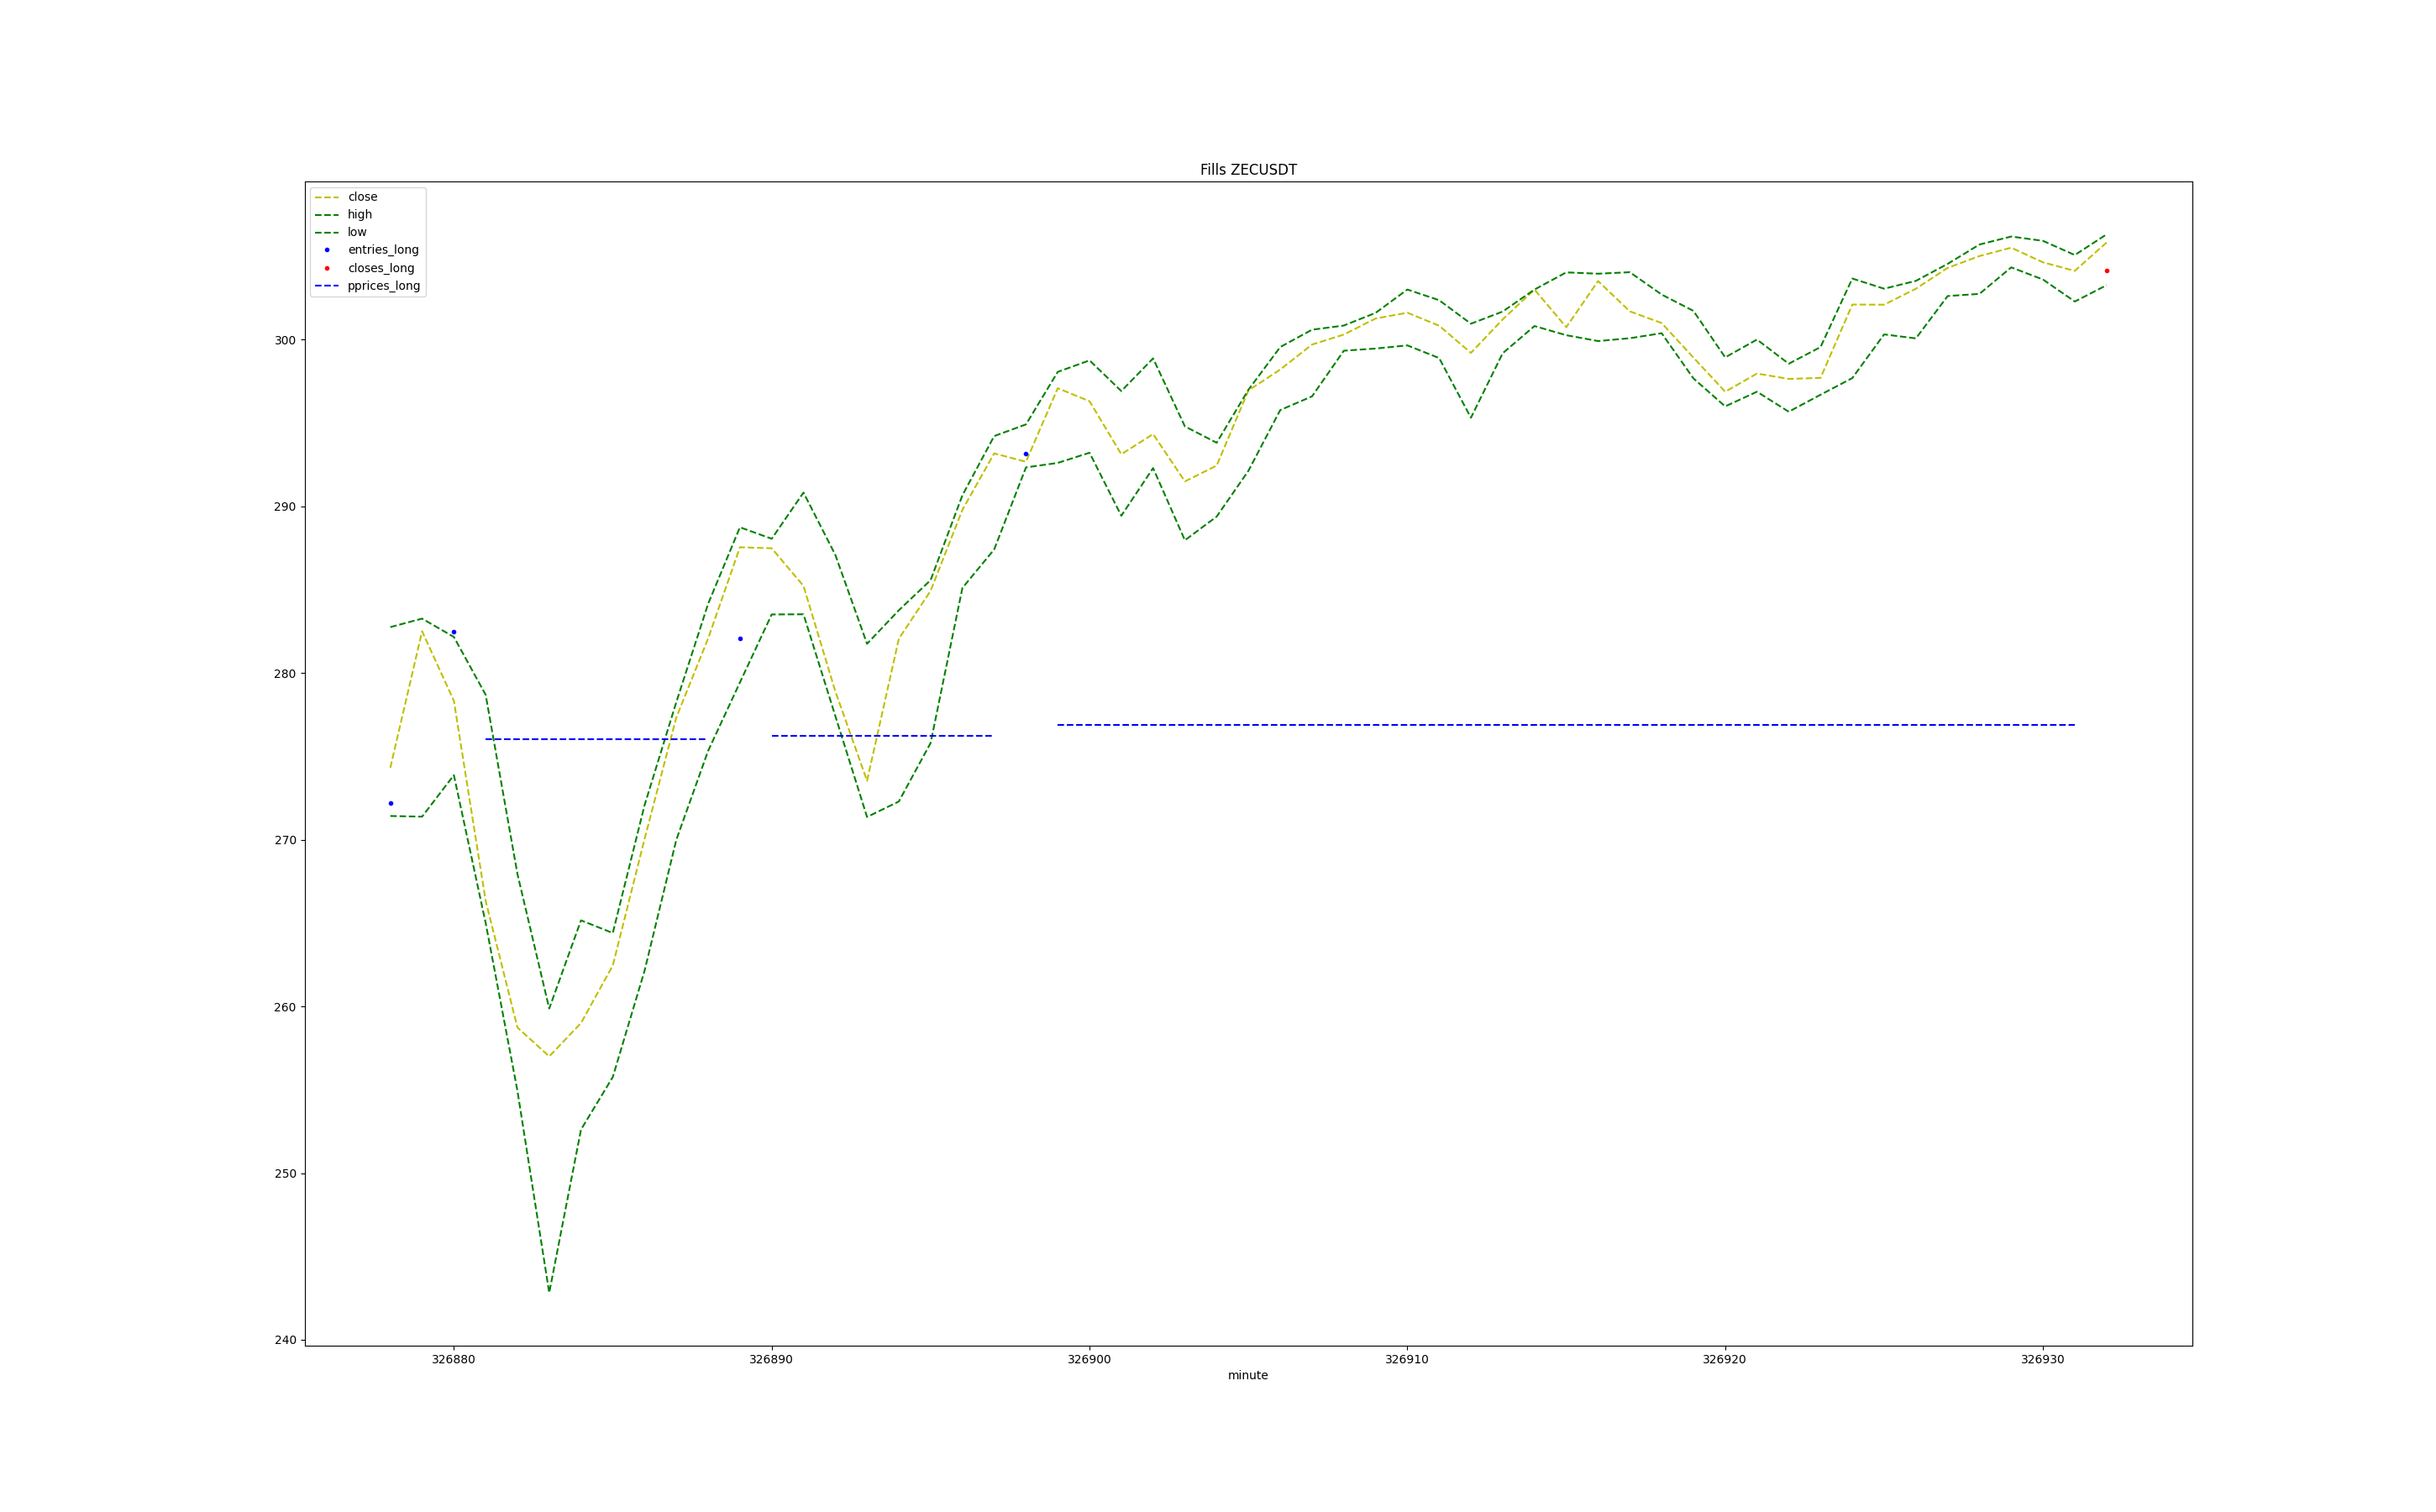 Fills ZECUSDT
close
high
low
entries_long
closes_long
pprices_long
300
290
280
270
260
250
240
326880 326890 326900 326910 326920 326930
minute